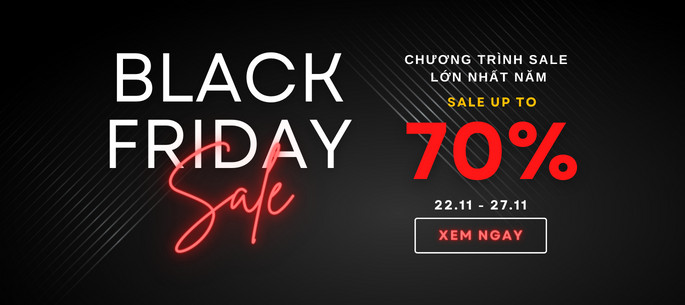 BLACK
FRIDAY
Sale
CHƯƠNG TRÌNH SALE
LỚN NHẤT NĂM
SALE UP TO
70%
22.11 - 27.11
XEM NGAY